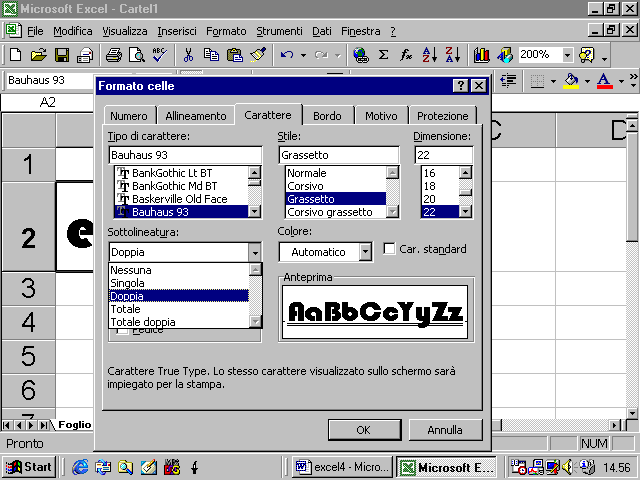 Microsoft Excel - Cartel1
File Modifica Visualizza Inserisci Formato Strumenti Dati Finestra ?
200%
Bauhaus 93
A2
Formato celle
Numero Allineamento Carattere Bordo Motivo Protezione
Tipo di carattere: Stile: Dimensione:
Bauhaus 93 Grassetto 22
BankGothic Lt BT Normale 16
BankGothic Md BT Corsivo 18
Baskerville Old Face Grassetto 20
Bauhaus 93 Corsivo grassetto 22
Sottolineatura: Colore:
Doppia Automatico Car. standard
Nessuna
Singola
Doppia
Totale
Totale doppia
Pedice
Anteprima
AaBbCcYyZz
Carattere True Type. Lo stesso carattere visualizzato sullo schermo sarà
impiegato per la stampa.
OK Annulla
C D
1
2 e
3
4
5
6
7
Foglio
Pronto NUM
Start excel4 - Micro... Microsoft E... 14.56